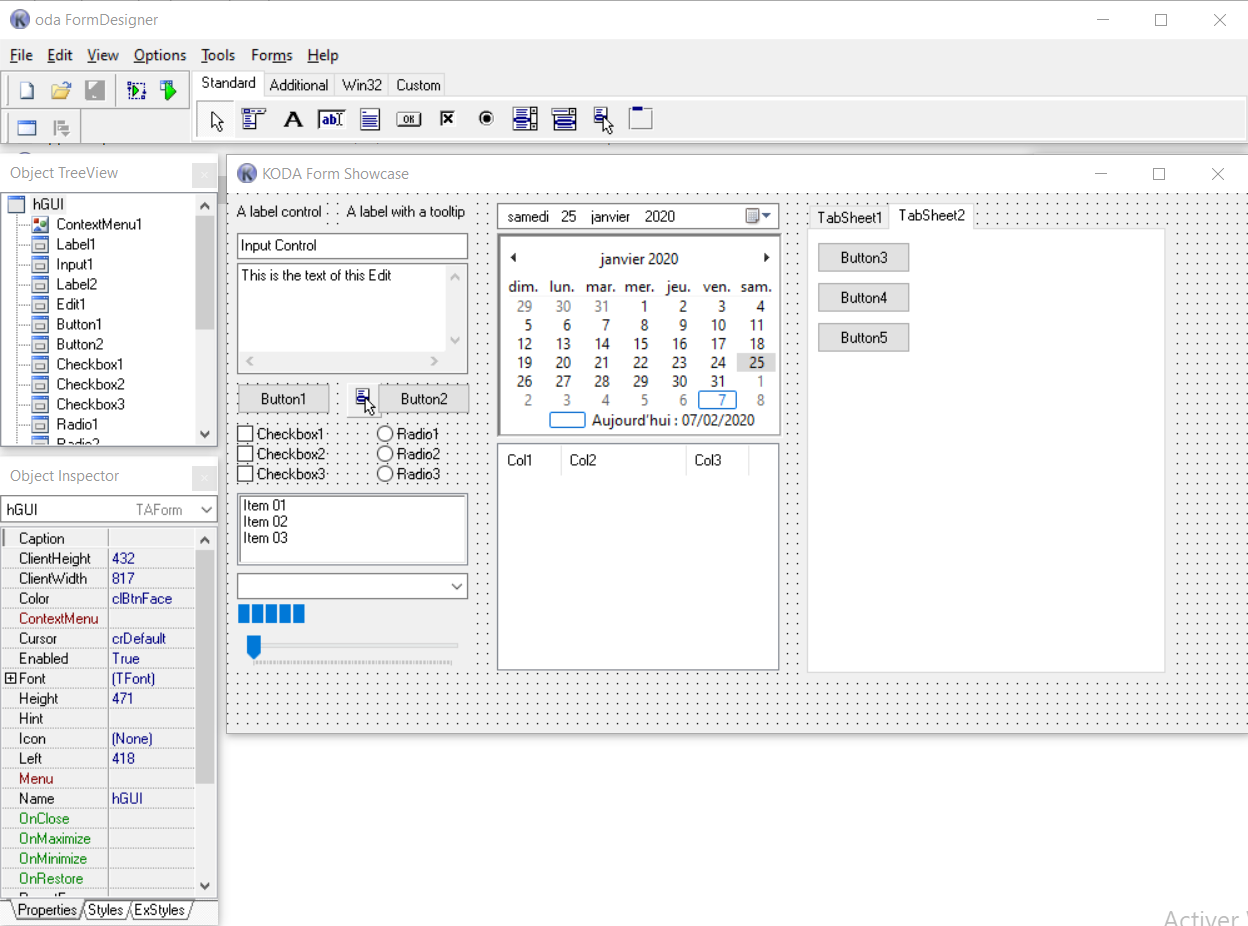 oda FormDesigner
File Edit View Options Tools Forms Help
Standard Additional Win32 Custom
A ab OK
Object TreeView
hGUI
ContextMenu1
Label1
Input1
Label2
Edit1
Button1
Button2
Checkbox1
Checkbox2
Checkbox3
Radio1
Radio2
Object Inspector
hGUI TAForm
Caption
ClientHeight 432
ClientWidth 817
Color clBtnFace
ContextMenu
Cursor crDefault
Enabled True
Font (TFont)
Height 471
Hint
Icon (None)
Left 418
Menu
Name hGUI
OnClose
OnMaximize
OnMinimize
OnRestore
Properties Styles ExStyles
KODA Form Showcase
A label control A label with a tooltip
Input Control
This is the text of this Edit
Button1 Button2
Checkbox1 Radio1
Checkbox2 Radio2
Checkbox3 Radio3
Item 01
Item 02
Item 03
samedi 25 janvier 2020
janvier 2020
dim. lun. mar. mer. jeu. ven. sam.
29 30 31 1 2 3 4
5 6 7 8 9 10 11
12 13 14 15 16 17 18
19 20 21 22 23 24 25
26 27 28 29 30 31 1
2 3 4 5 6 7 8
Aujourd'hui : 07/02/2020
Col1 Col2 Col3
TabSheet1 TabSheet2
Button3
Button4
Button5
Activer